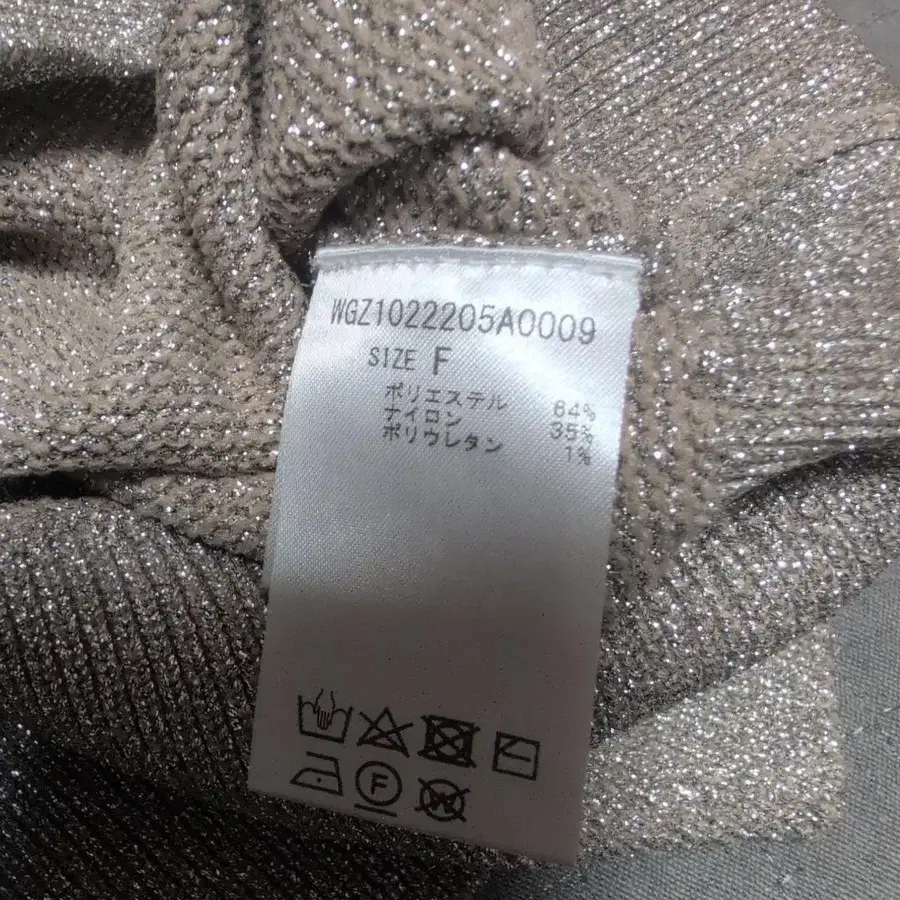 WGZ1022205A0009
SIZE F
ポリエステル 64%
ナイロン 35%
ポリウレタン 1%
F
W